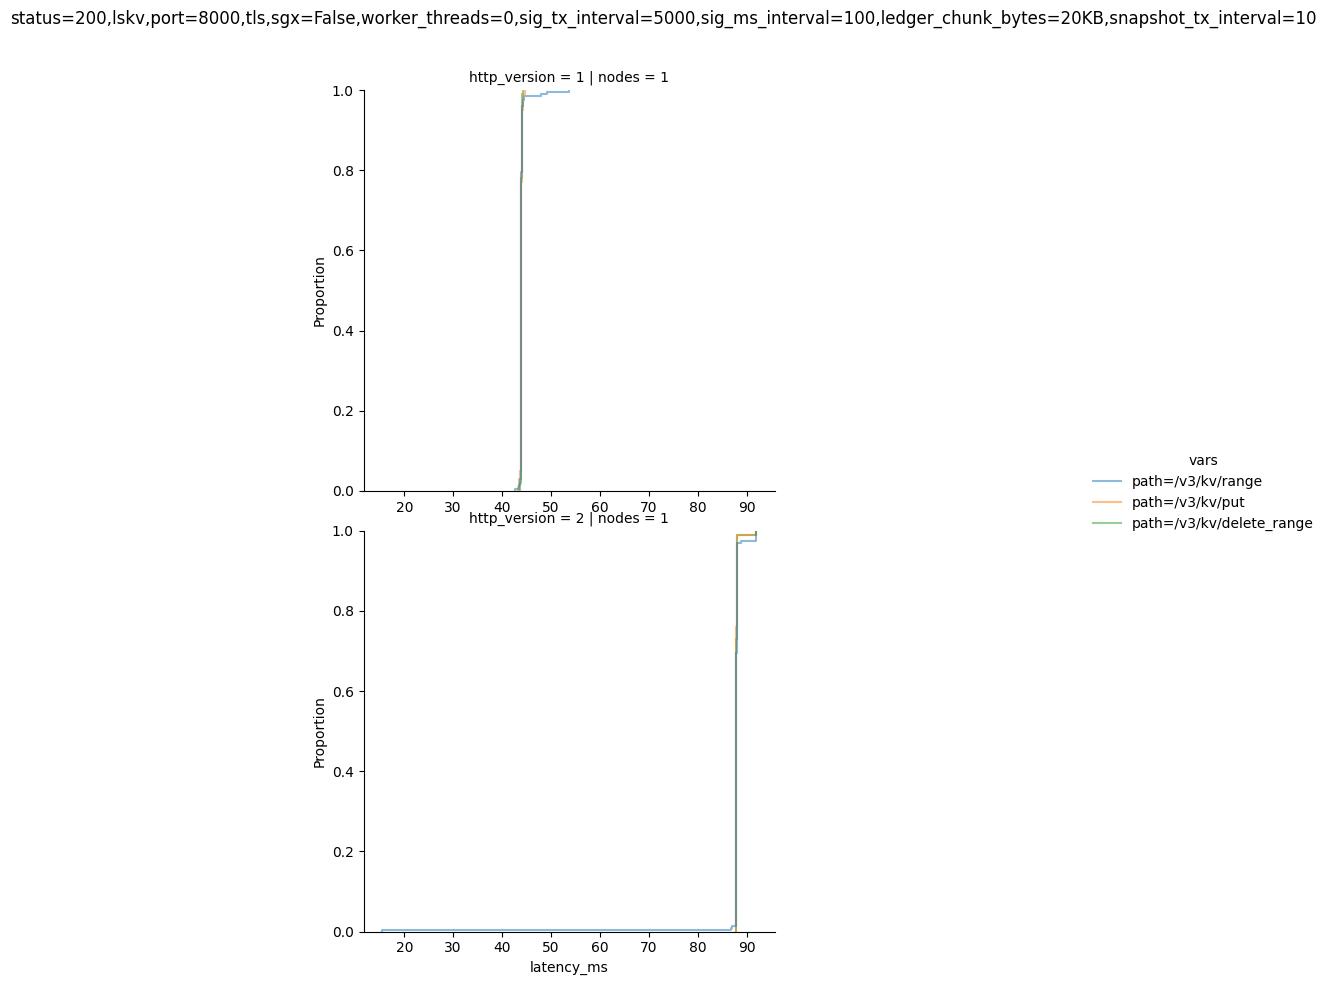 status=200,lskv,port=8000,tls,sgx=False,worker_threads=0,sig_tx_interval=5000,sig_ms_interval=100,ledger_chunk_bytes=20KB,snapshot_tx_interval=10
http_version = 1 | nodes = 1
1.0
0.8
0.6
0.4
0.2
0.0
Proportion
20 30 40 50 60 70 80 90
http_version = 2 | nodes = 1
1.0
0.8
0.6
0.4
0.2
0.0
Proportion
20 30 40 50 60 70 80 90
latency_ms
vars
path=/v3/kv/range
path=/v3/kv/put
path=/v3/kv/delete_range